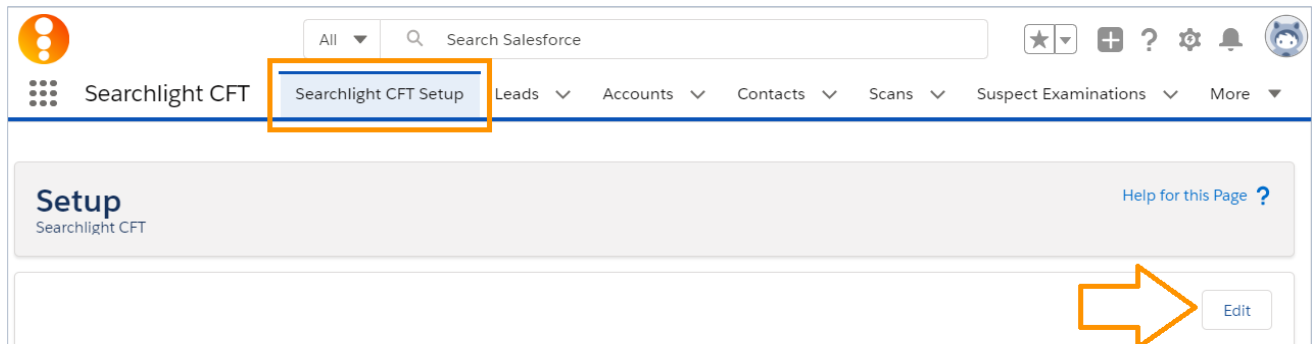 All Search Salesforce
Searchlight CFT Searchlight CFT Setup Leads Accounts Contacts Scans Suspect Examinations More
Setup
Searchlight CFT
Help for this Page ?
Edit